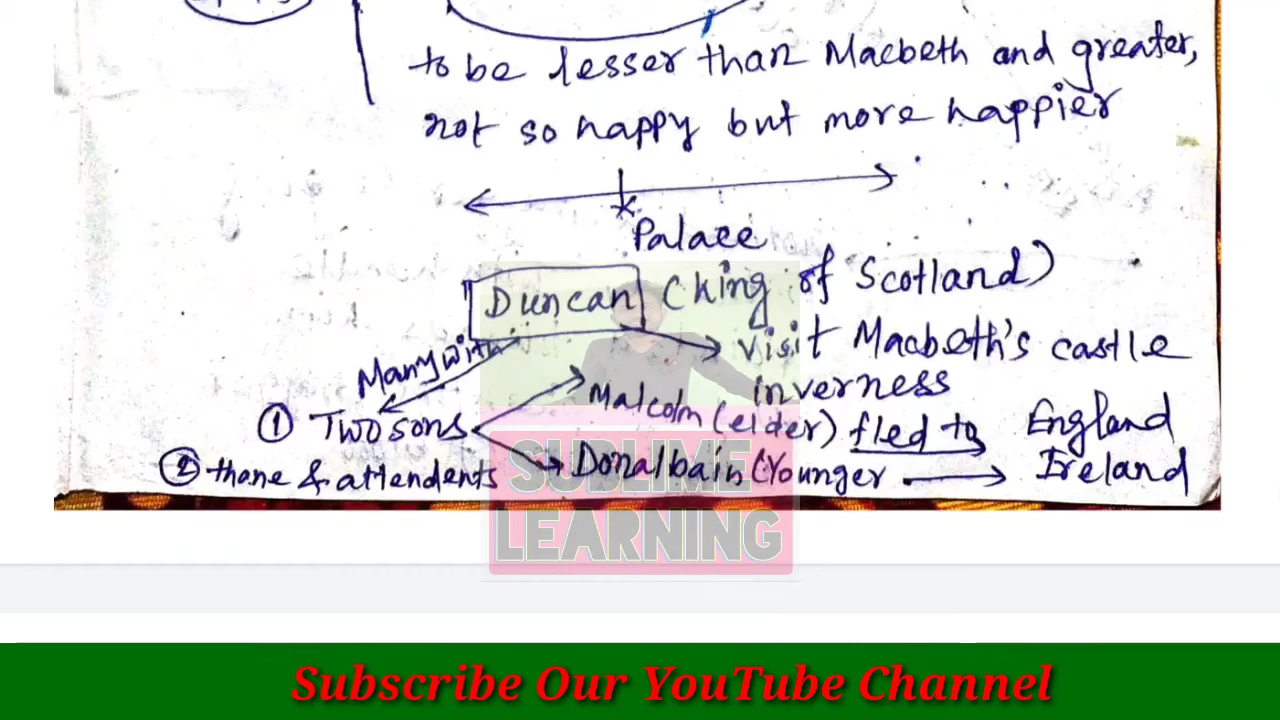 to be lesser than Macbeth and greater,
not so happy but more happier
Palace
Duncan (king of Scotland)
visit Macbeth's castle
inverness
Many with
① Two sons
Malcolm (elder) fled to England
② thane & attendents
Donalbain (Younger
Ireland
SUBLIME
LEARNING
Subscribe Our YouTube Channel